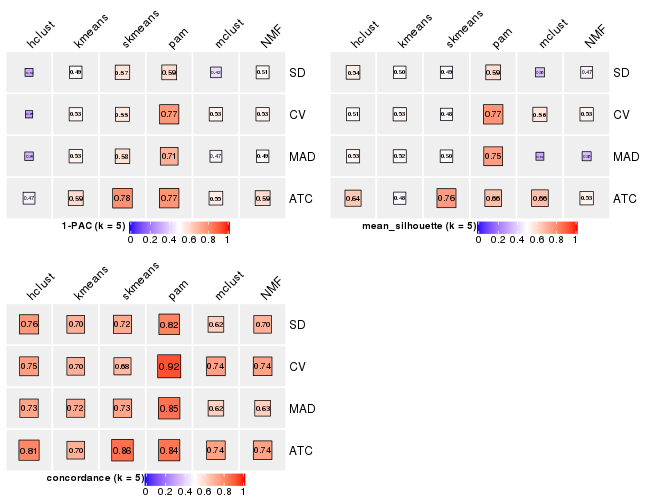 hclust kmeans skmeans pam mclust NMF
0.49 0.57 0.59 0.43 0.51 SD
0.53 0.55 0.77 0.53 0.53 CV
0.53 0.58 0.71 0.47 0.49 MAD
0.47 0.59 0.78 0.77 0.55 0.59 ATC
1-PAC (k = 5)
0 0.2 0.4 0.6 0.8 1
hclust kmeans skmeans pam mclust NMF
0.54 0.50 0.49 0.59 0.47 SD
0.51 0.53 0.48 0.77 0.56 0.53 CV
0.53 0.52 0.50 0.75 MAD
0.64 0.48 0.76 0.66 0.66 0.53 ATC
mean_silhouette (k = 5)
0 0.2 0.4 0.6 0.8 1
hclust kmeans skmeans pam mclust NMF
0.76 0.70 0.72 0.82 0.62 0.70 SD
0.75 0.70 0.68 0.92 0.74 0.74 CV
0.73 0.72 0.73 0.85 0.62 0.63 MAD
0.81 0.70 0.86 0.84 0.74 0.74 ATC
concordance (k = 5)
0 0.2 0.4 0.6 0.8 1